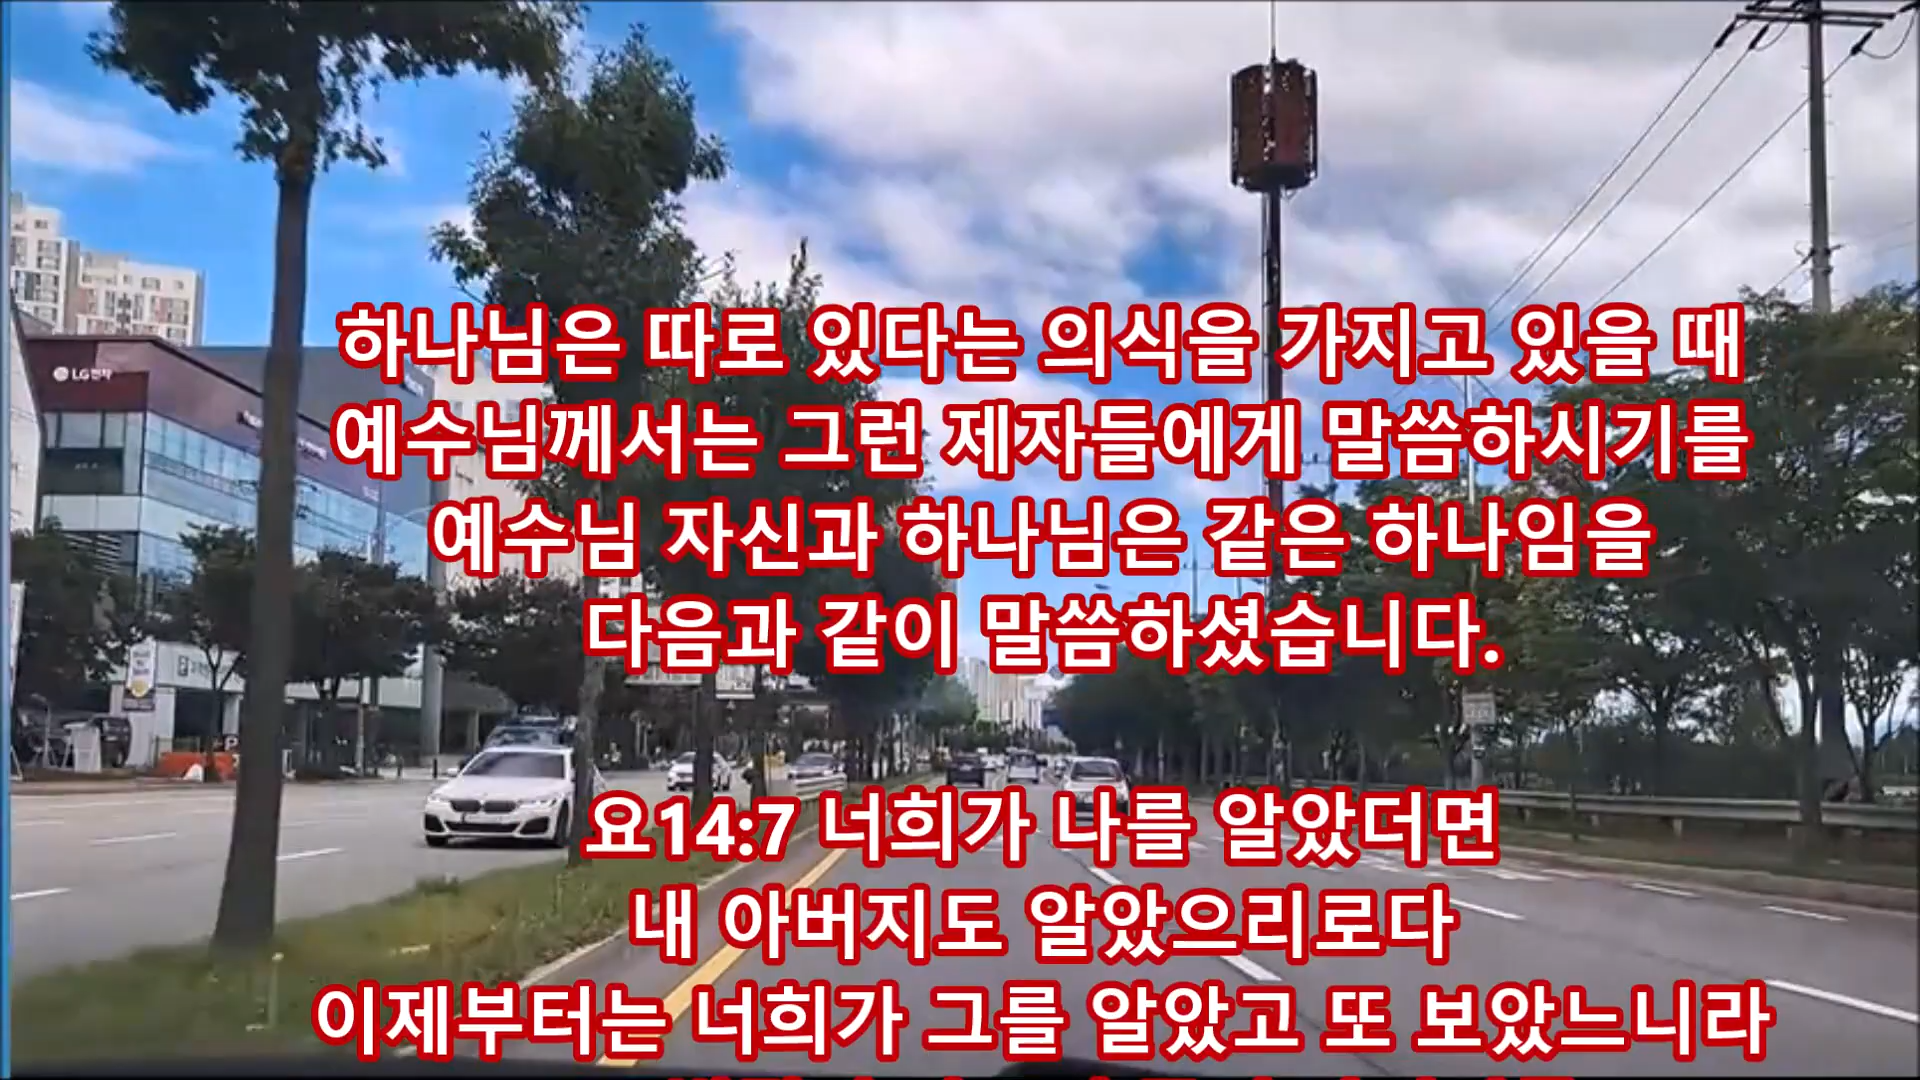 하나님은 따로 있다는 의식을 가지고 있을 때
예수님께서는 그런 제자들에게 말씀하시기를
예수님 자신과 하나님은 같은 하나임을
다음과 같이 말씀하셨습니다.
요14:7 너희가 나를 알았더면
내 아버지도 알았으리로다
이제부터는 너희가 그를 알았고 또 보았느니라
LG전자